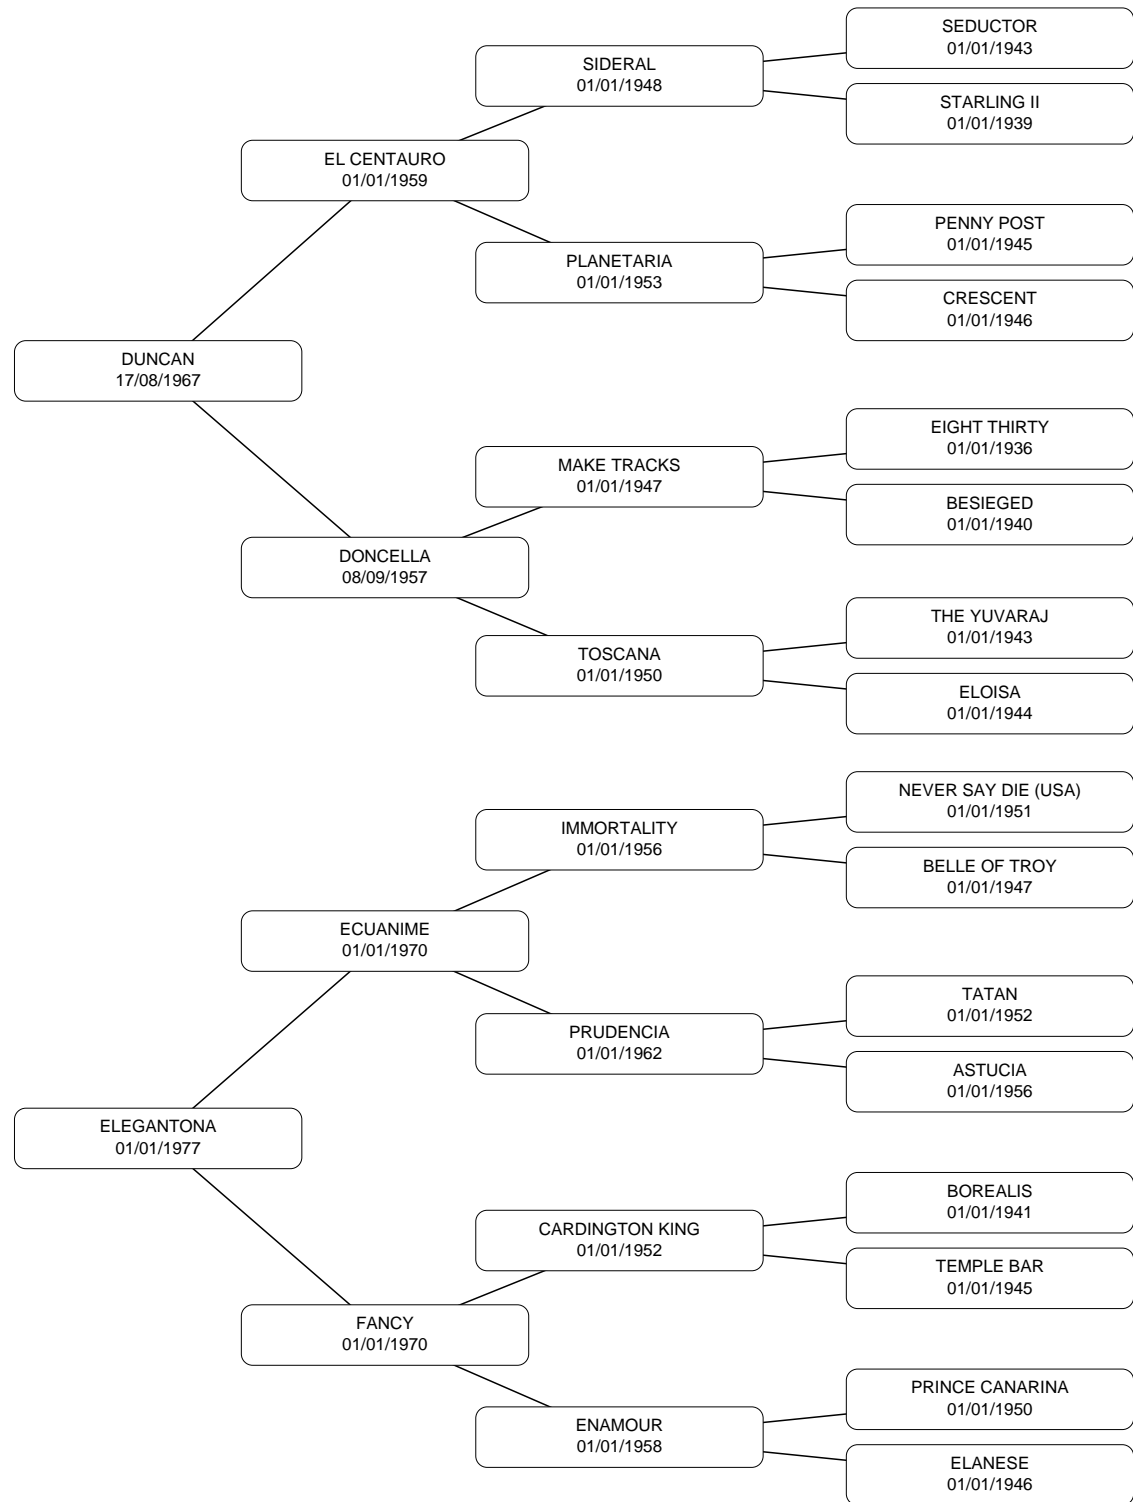 SEDUCTOR
01/01/1943
SIDERAL
01/01/1948
STARLING II
01/01/1939
EL CENTAURO
01/01/1959
PENNY POST
01/01/1945
PLANETARIA
01/01/1953
CRESCENT
01/01/1946
DUNCAN
17/08/1967
EIGHT THIRTY
01/01/1936
MAKE TRACKS
01/01/1947
BESIEGED
01/01/1940
DONCELLA
08/09/1957
THE YUVARAJ
01/01/1943
TOSCANA
01/01/1950
ELOISA
01/01/1944
NEVER SAY DIE (USA)
01/01/1951
IMMORTALITY
01/01/1956
BELLE OF TROY
01/01/1947
ECUANIME
01/01/1970
TATAN
01/01/1952
PRUDENCIA
01/01/1962
ASTUCIA
01/01/1956
ELEGANTONA
01/01/1977
BOREALIS
01/01/1941
CARDINGTON KING
01/01/1952
TEMPLE BAR
01/01/1945
FANCY
01/01/1970
PRINCE CANARINA
01/01/1950
ENAMOUR
01/01/1958
ELANESE
01/01/1946